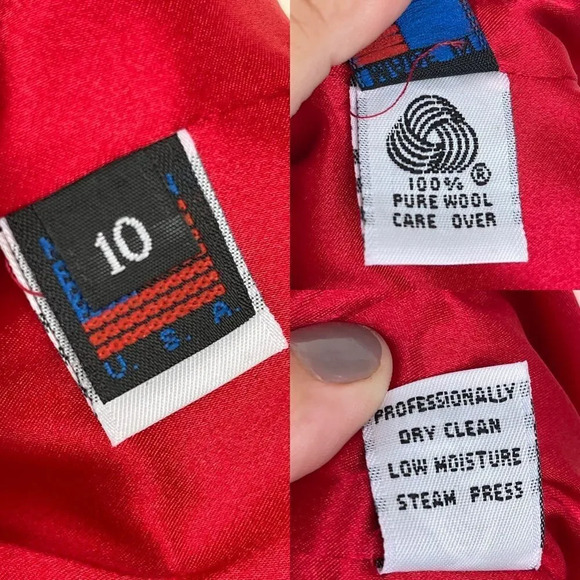 10
U. S. A
100% ®
PURE WOOL
CARE OVER
PROFESSIONALLY
DRY CLEAN
LOW MOISTURE
STEAM PRESS